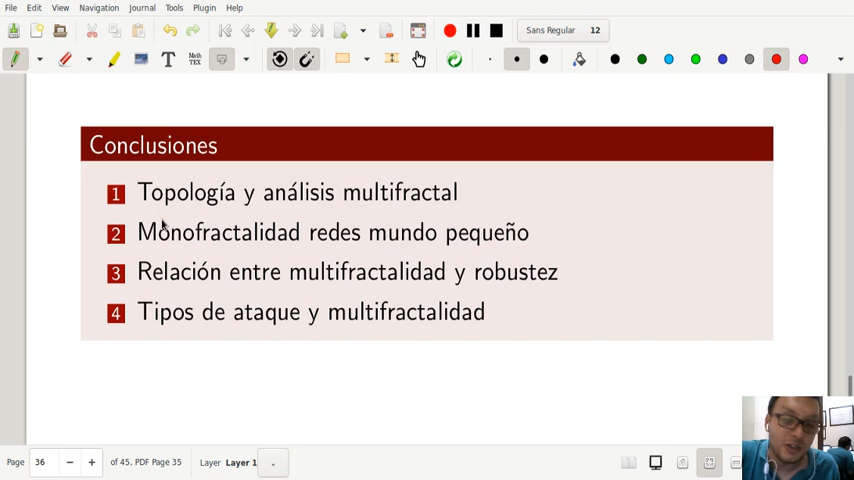 File Edit View Navigation Journal Tools Plugin Help
Sans Regular 12
T Math TEX
Conclusiones
1 Topología y análisis multifractal
2 Monofractalidad redes mundo pequeño
3 Relación entre multifractalidad y robustez
4 Tipos de ataque y multifractalidad
Page 36 − + of 45, PDF Page 35 Layer Layer 1